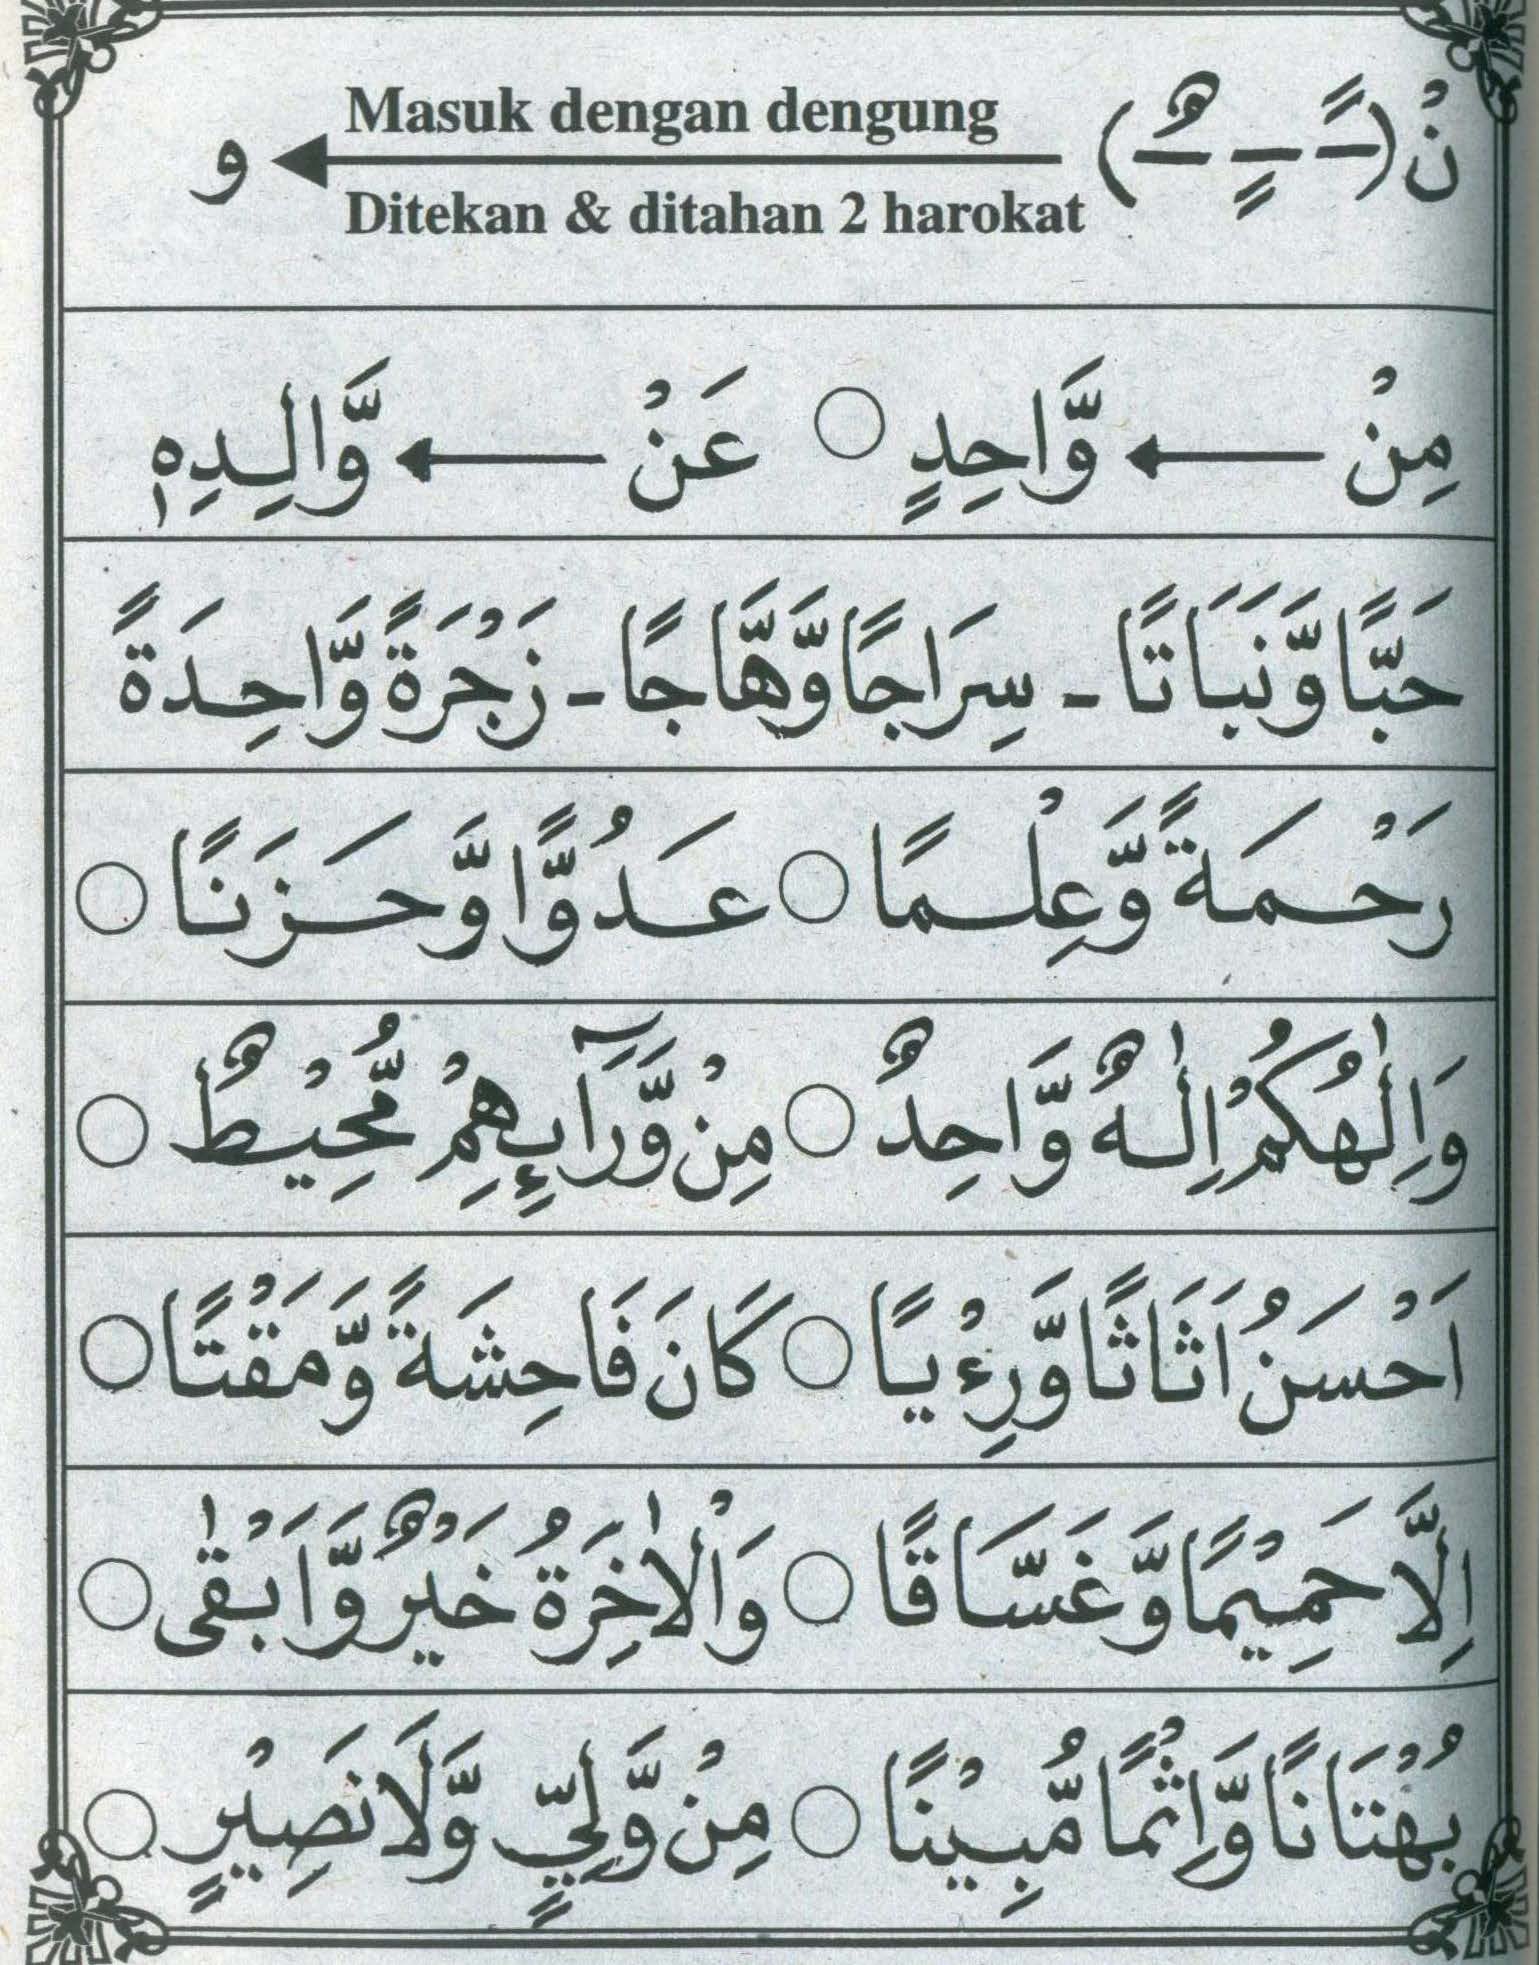 Masuk dengan dengung
نْ (ـًـ ـٍـ ـٌـ) و
Ditekan & ditahan 2 harokat
مِنْ وَّاحِدٍ ○ عَنْ وَّالِدِهٖ
حَبًّا وَّنَبَاتًا - سِرَاجًا وَّهَّاجًا - زَجْرَةً وَّاحِدَةً
رَحْمَةً وَّعِلْمًا ○ عَدُوًّا وَّحَزَنًا ○
وَاِلٰهُكُمْ اِلٰهٌ وَّاحِدٌ ○ مِنْ وَّرَآىِٕهِمْ مُّحِيْطٌ ○
اَحْسَنُ اَثَاثًا وَّرِءْيًا ○ كَانَ فَاحِشَةً وَّمَقْتًا ○
اِلَّا حَمِيْمًا وَّغَسَّاقًا ○ وَالْاٰخِرَةُ خَيْرٌ وَّاَبْقٰى ○
بُهْتَانًا وَّاِثْمًا مُّبِيْنًا ○ مِنْ وَّلِيٍّ وَّلَا نَصِيْرٍ ○